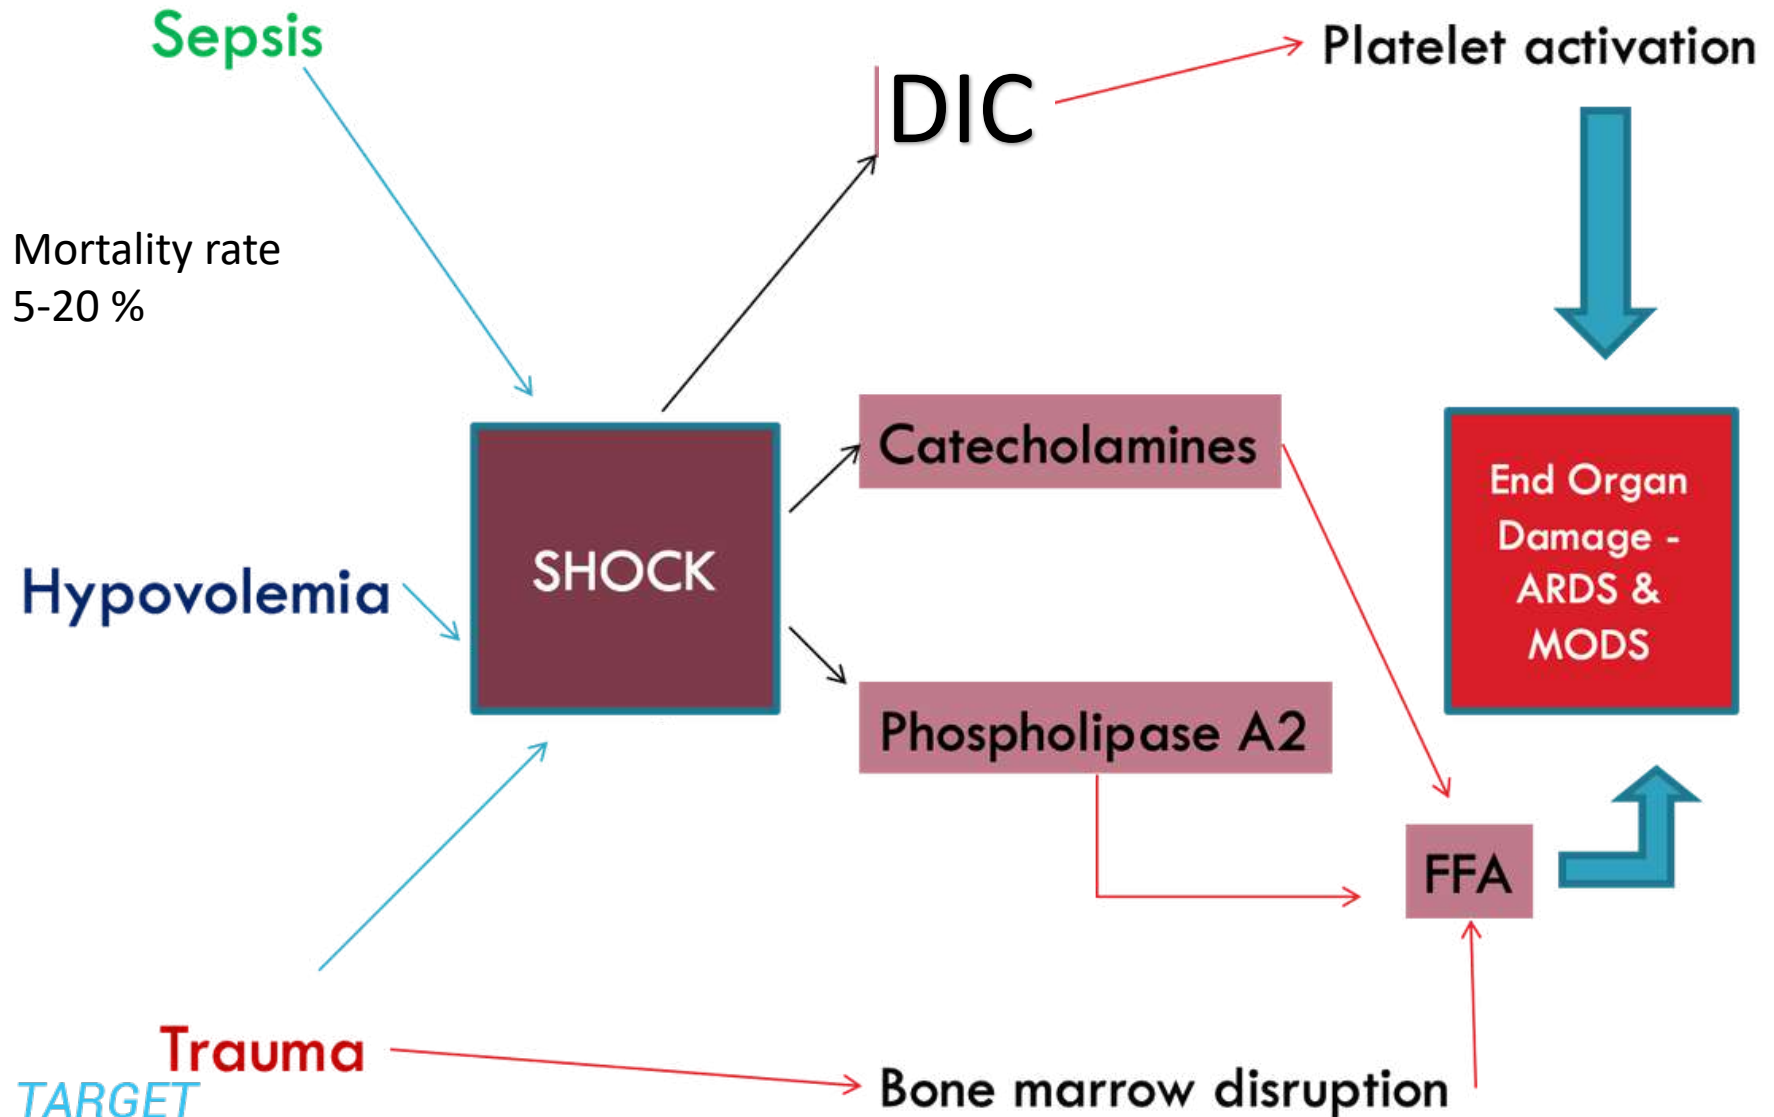 Sepsis
DIC
Platelet activation
Mortality rate
5-20 %
Catecholamines
End Organ
Damage -
ARDS &
MODS
SHOCK
Hypovolemia
Phospholipase A2
FFA
Trauma
TARGET
Bone marrow disruption